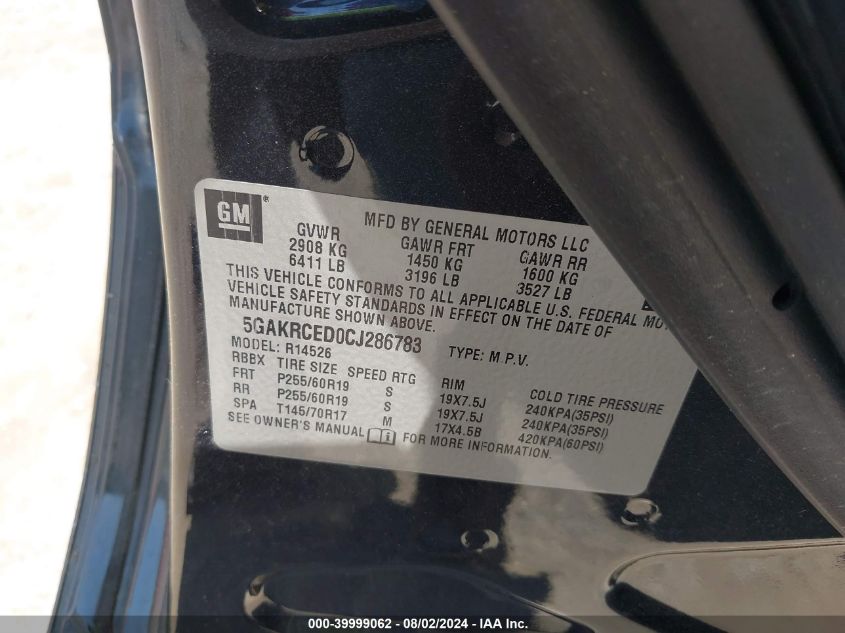 GM®
MFD BY GENERAL MOTORS LLC
GVWR GAWR FRT GAWR RR
2908 KG 1450 KG 1600 KG
6411 LB 3196 LB 3527 LB
THIS VEHICLE CONFORMS TO ALL APPLICABLE U.S. FEDERAL
VEHICLE SAFETY STANDARDS IN EFFECT ON THE DATE OF
MANUFACTURE SHOWN ABOVE.
5GAKRCED0CJ286783 TYPE: M.P.V.
MODEL: R14526
RBBX TIRE SIZE SPEED RTG RIM COLD TIRE PRESSURE
FRT P255/60R19 S 19X7.5J 240KPA(35PSI)
RR P255/60R19 S 19X7.5J 240KPA(35PSI)
SPA T145/70R17 M 17X4.5B 420KPA(60PSI)
SEE OWNER'S MANUAL FOR MORE INFORMATION.
000-39999062 - 08/02/2024 - IAA Inc.